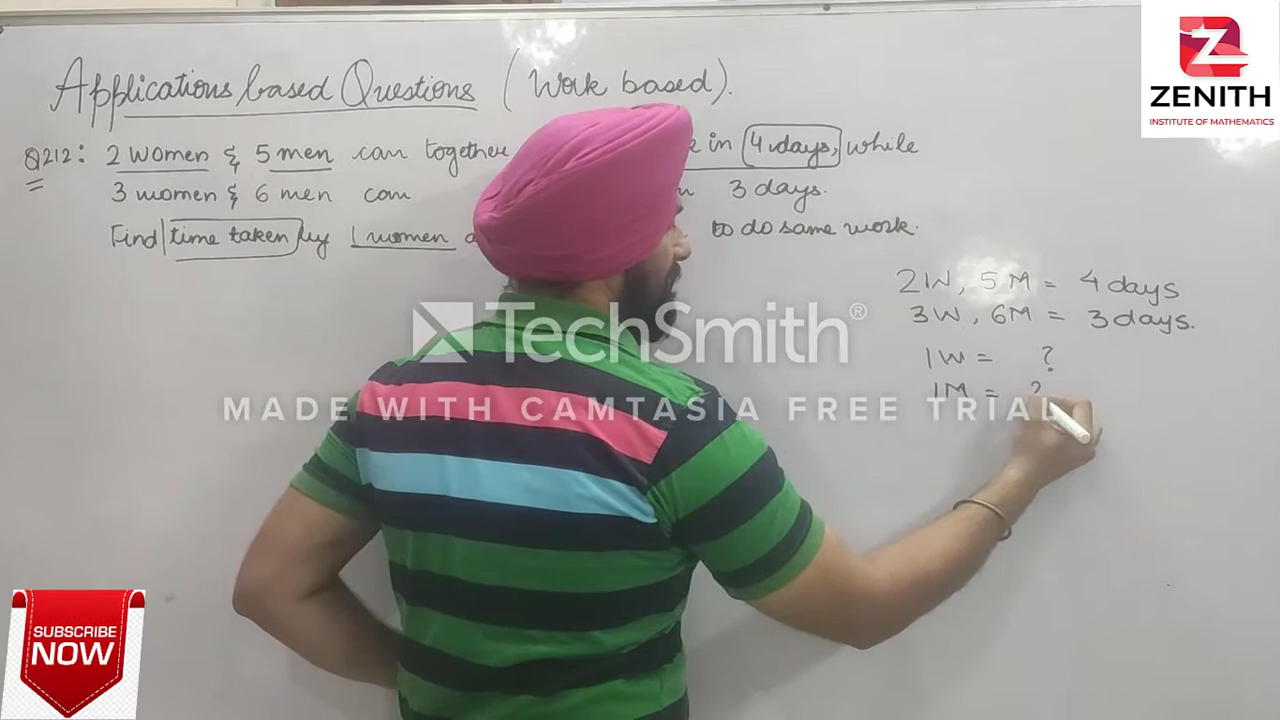 Applications based Questions (Work based).
Q212: 2 women & 5 men can together in 4 days, while
3 women & 6 men can 3 days.
Find time taken by 1 women to do same work.
2W, 5M = 4 days
3W, 6M = 3 days.
1W = ?
1M = ?
Z
ZENITH
INSTITUTE OF MATHEMATICS
TechSmith®
MADE WITH CAMTASIA FREE TRIAL
SUBSCRIBE
NOW